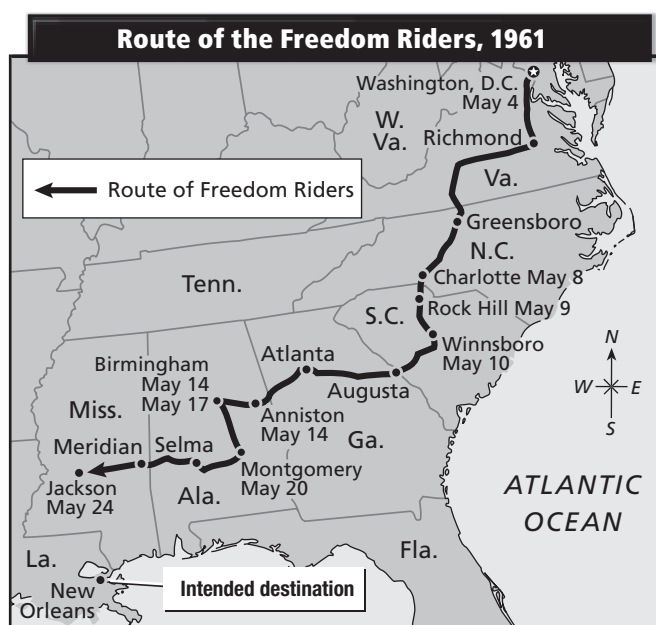 Route of the Freedom Riders, 1961
Washington, D.C.
May 4
W.
Va.
Richmond
Route of Freedom Riders
Va.
Greensboro
N.C.
Tenn.
Charlotte May 8
S.C.
Rock Hill May 9
Winnsboro
May 10
Birmingham
May 14
May 17
Atlanta
Augusta
Miss.
Anniston
May 14
Ga.
Meridian
Selma
Montgomery
May 20
Jackson
May 24
Ala.
N
W
E
S
ATLANTIC
OCEAN
La.
Fla.
New
Orleans
Intended destination